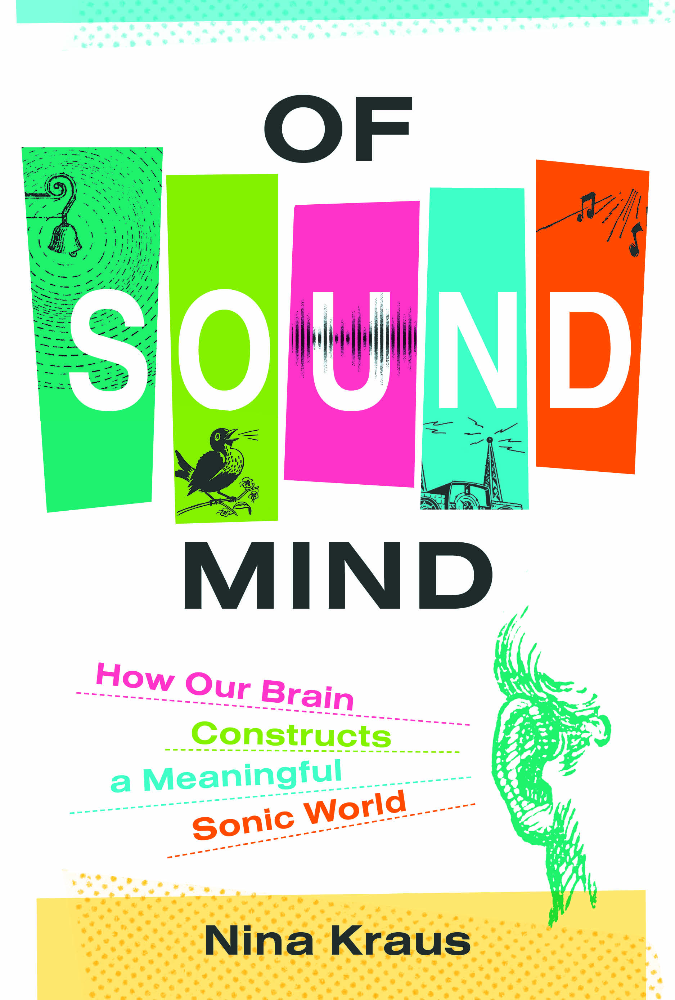 OF
SOUND
MIND
How Our Brain
Constructs
a Meaningful
Sonic World
Nina Kraus